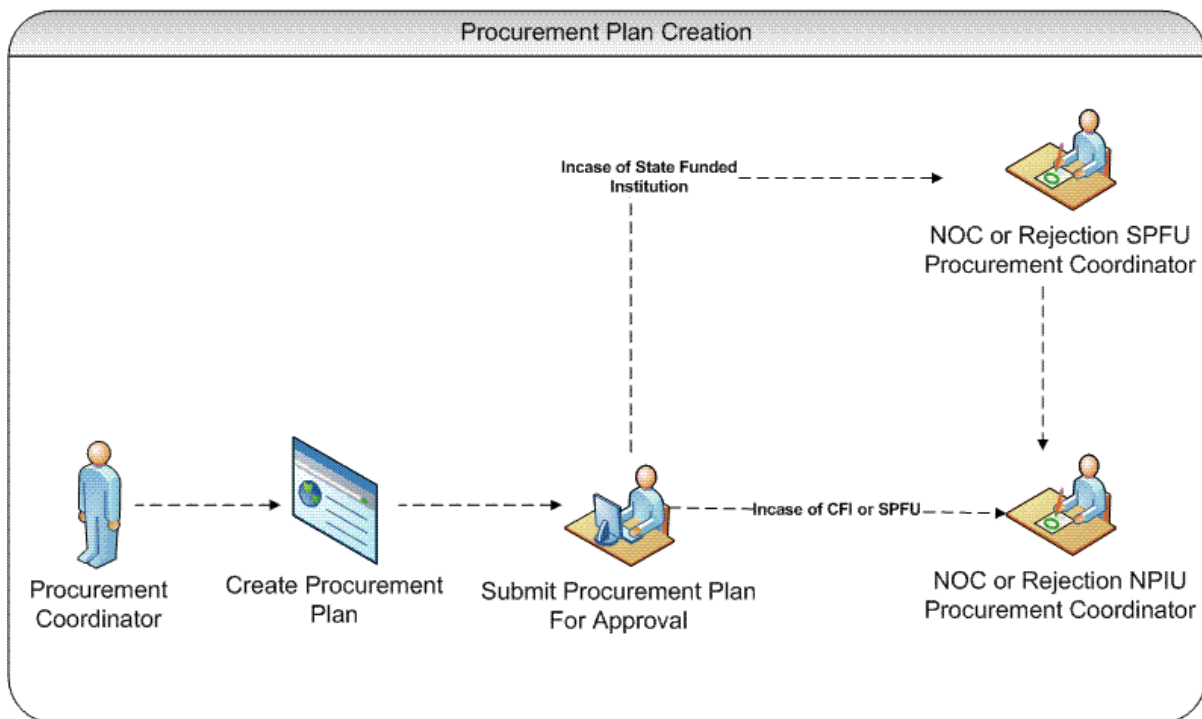 Procurement Plan Creation
Incase of State Funded
Institution
NOC or Rejection SPFU
Procurement Coordinator
Incase of CFI or SPFU
Procurement
Coordinator
Create Procurement
Plan
Submit Procurement Plan
For Approval
NOC or Rejection NPIU
Procurement Coordinator